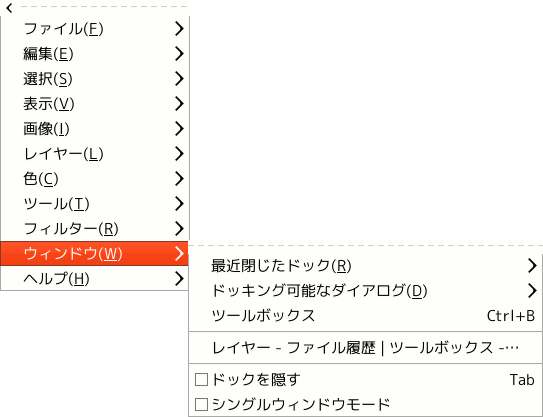 ファイル(F)
編集(E)
選択(S)
表示(V)
画像(I)
レイヤー(L)
色(C)
ツール(T)
フィルター(R)
ウィンドウ(W)
ヘルプ(H)
最近閉じたドック(R)
ドッキング可能なダイアログ(D)
ツールボックス Ctrl+B
レイヤー - ファイル履歴 | ツールボックス -…
ドックを隠す Tab
シングルウィンドウモード